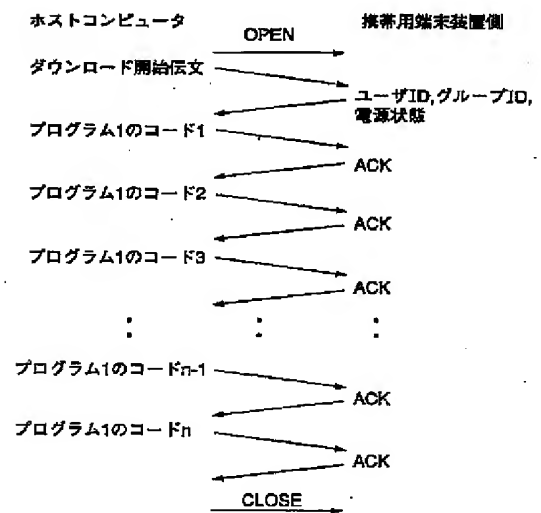 ホストコンピュータ
携帯用端末装置側
OPEN
ダウンロード開始伝文
ユーザID,グループID,
電源状態
プログラム1のコード1
ACK
プログラム1のコード2
ACK
プログラム1のコード3
ACK
プログラム1のコードn-1
ACK
プログラム1のコードn
ACK
CLOSE